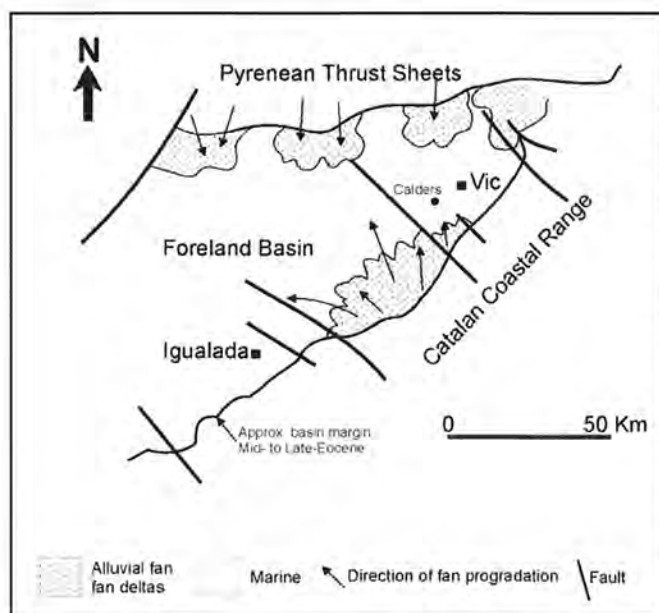 N
Pyrenean Thrust Sheets
Calders
Vic
Foreland Basin
Catalan Coastal Range
Igualada
0 50 Km
Approx. basin margin
Mid- to Late-Eocene
Alluvial fan
fan deltas
Marine
Direction of fan progradation
Fault